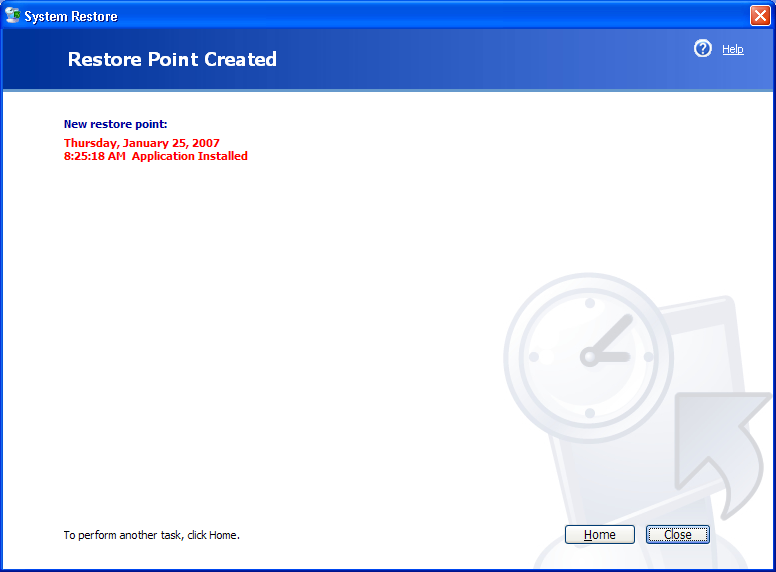 System Restore
Restore Point Created
Help
New restore point:
Thursday, January 25, 2007
8:25:18 AM Application Installed
To perform another task, click Home.
Home
Close